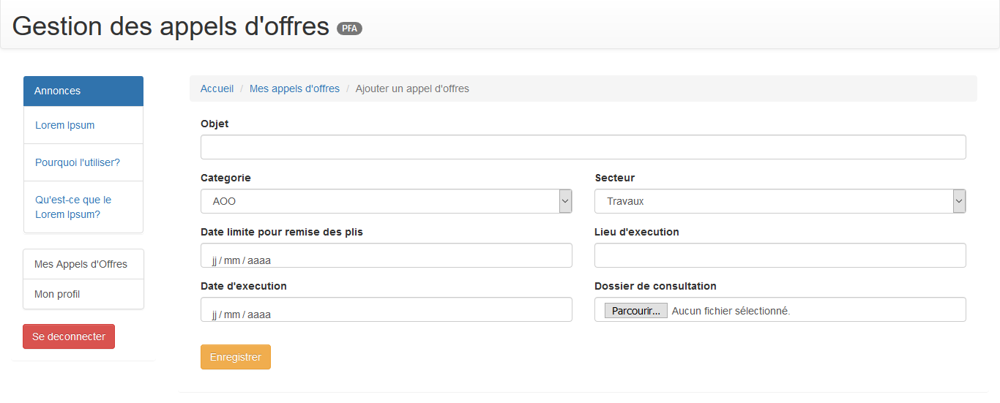 Gestion des appels d'offres PFA
Annonces
Lorem Ipsum
Pourquoi l'utiliser?
Qu'est-ce que le
Lorem Ipsum?
Mes Appels d'Offres
Mon profil
Se deconnecter
Accueil / Mes appels d'offres / Ajouter un appel d'offres
Objet
Categorie
Secteur
AOO
Travaux
Date limite pour remise des plis
Lieu d'execution
jj / mm / aaaa
Date d'execution
Dossier de consultation
jj / mm / aaaa
Parcourir... Aucun fichier sélectionné.
Enregistrer